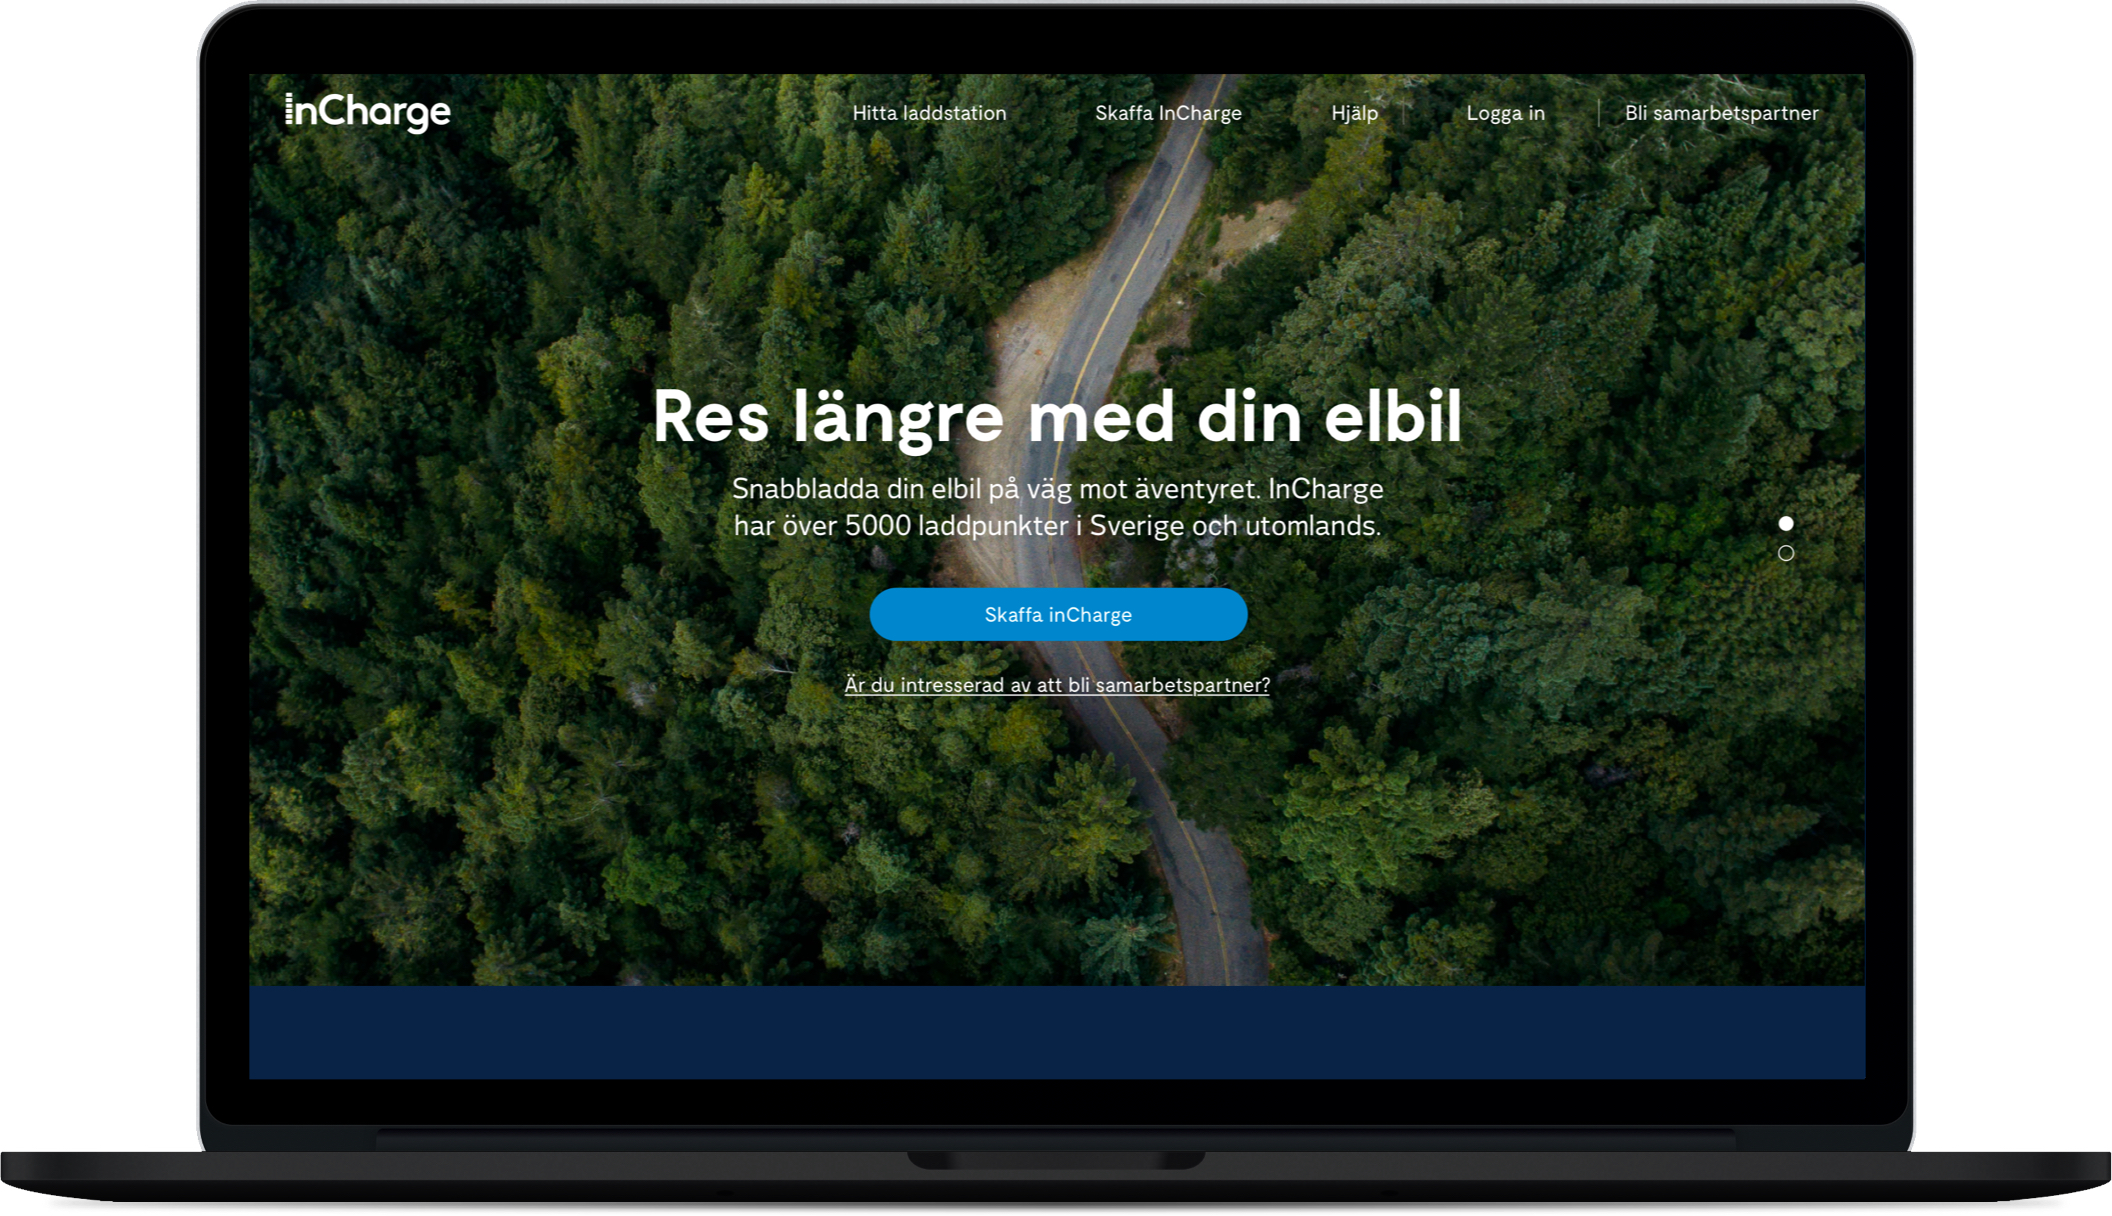 inCharge
Hitta laddstation
Skaffa InCharge
Hjälp
Logga in
Bli samarbetspartner
Res längre med din elbil
Snabbladda din elbil på väg mot äventyret. InCharge
har över 5000 laddpunkter i Sverige och utomlands.
Skaffa inCharge
Är du intresserad av att bli samarbetspartner?